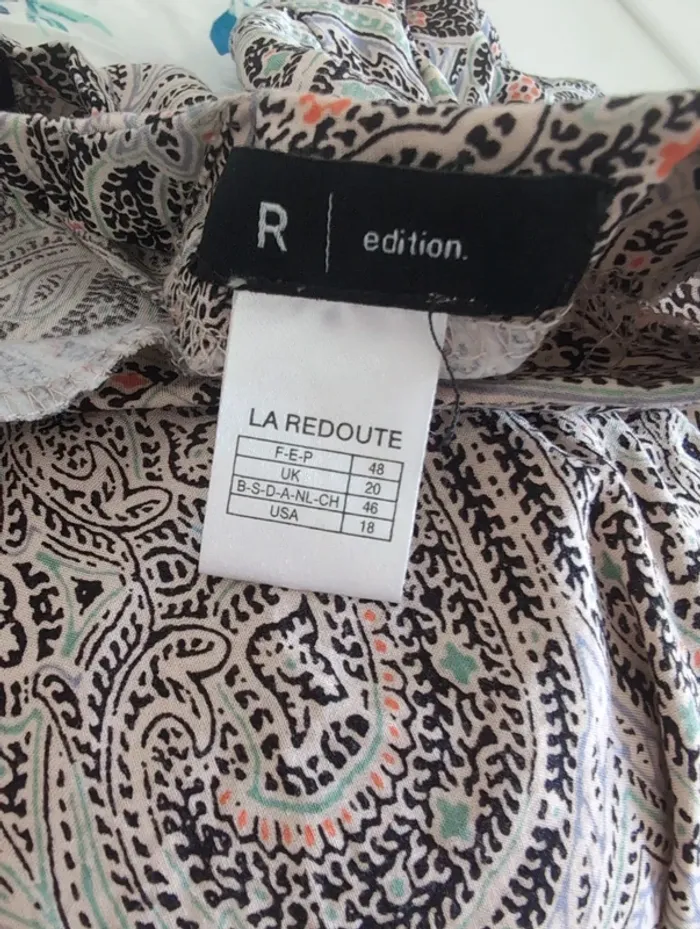 R | edition.
LA REDOUTE
F-E-P 48
UK 20
B-S-D-A-NL-CH 46
USA 18